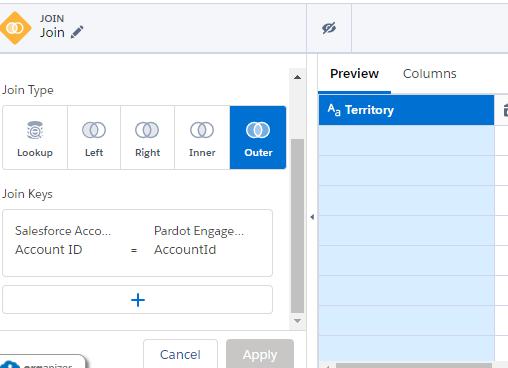 JOIN
Join
Join Type
Lookup
Left
Right
Inner
Outer
Join Keys
Salesforce Acco...
Pardot Engage...
Account ID
=
AccountId
+
Cancel
Apply
Preview
Columns
Aa Territory